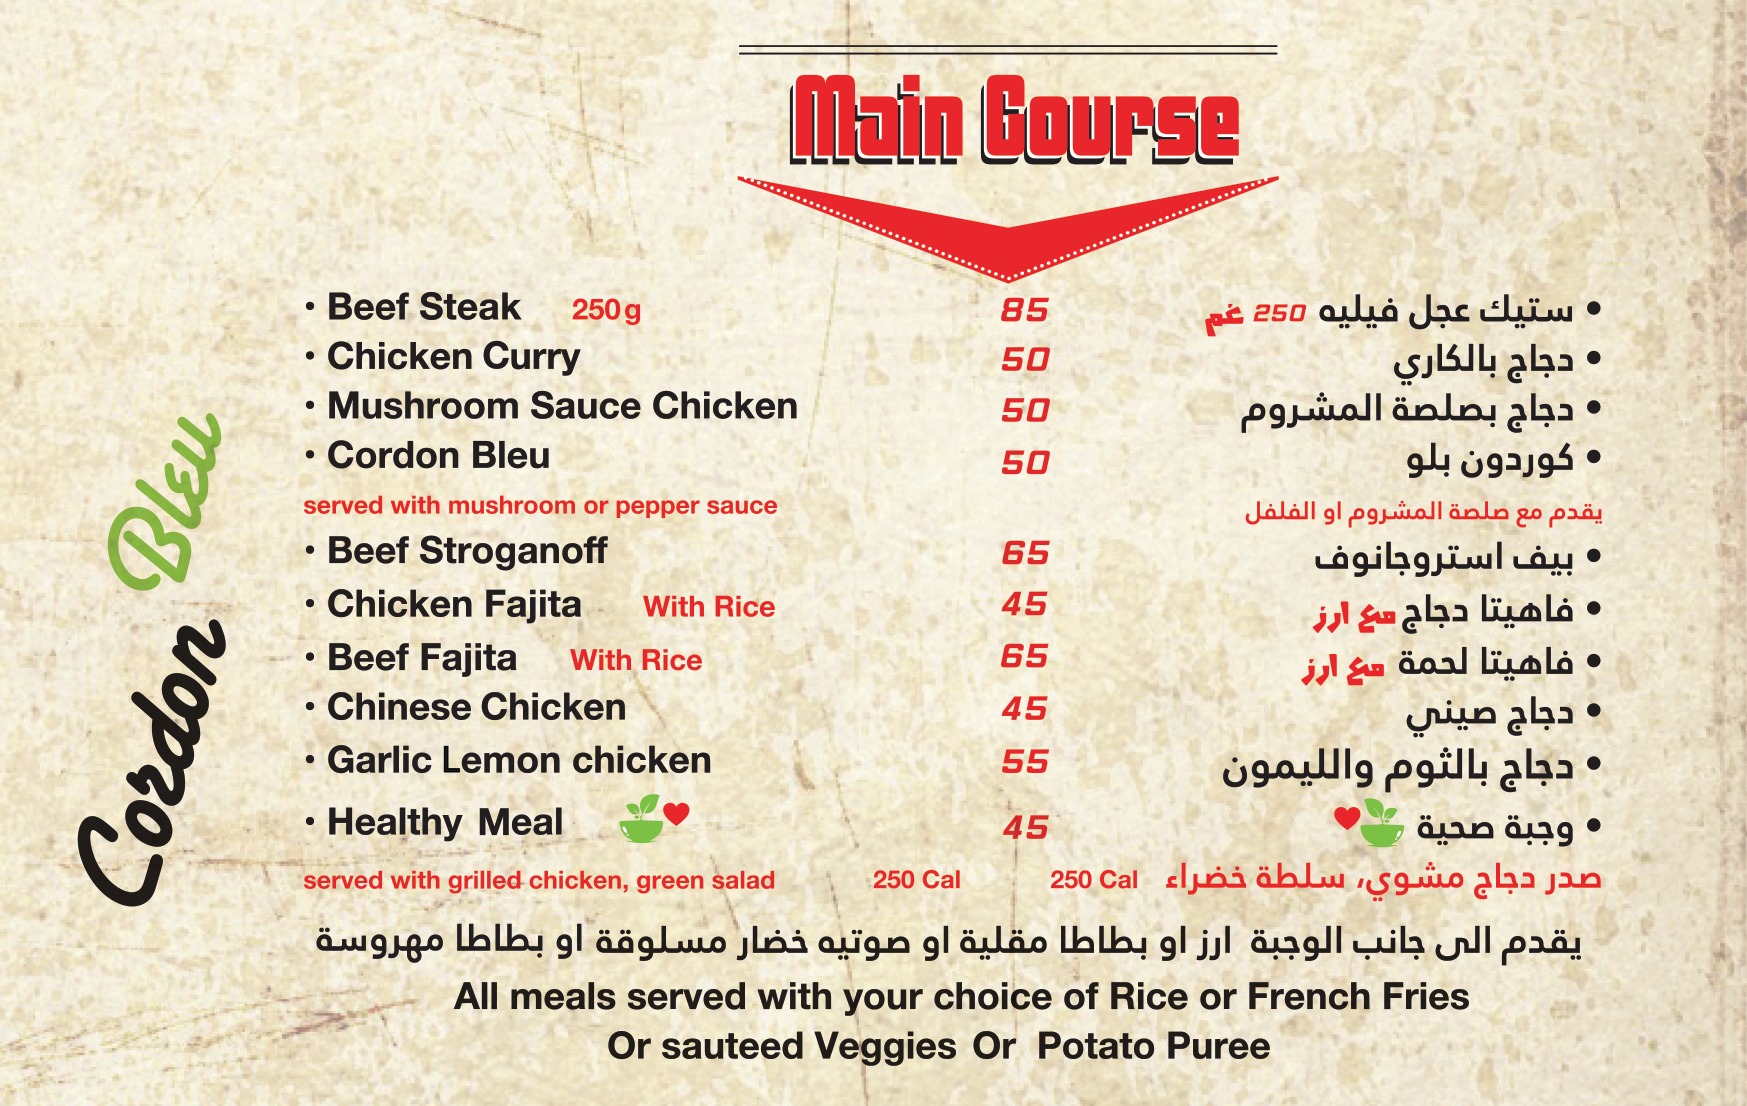 Main Course
• Beef Steak 250g 85 • ستيك عجل فيليه 250 غم
• Chicken Curry 50 • دجاج بالكاري
• Mushroom Sauce Chicken 50 • دجاج بصلصة المشروم
• Cordon Bleu 50 • كوردون بلو
served with mushroom or pepper sauce يقدم مع صلصة المشروم او الفلفل
• Beef Stroganoff 65 • بيف استروجانوف
• Chicken Fajita With Rice 45 • فاهيتا دجاج مع ارز
• Beef Fajita With Rice 65 • فاهيتا لحمة مع ارز
• Chinese Chicken 45 • دجاج صيني
• Garlic Lemon chicken 55 • دجاج بالثوم والليمون
• Healthy Meal 45 • وجبة صحية
served with grilled chicken, green salad 250 Cal 250 Cal صدر دجاج مشوي، سلطة خضراء
يقدم الى جانب الوجبة ارز او بطاطا مقلية او صوتيه خضار مسلوقة او بطاطا مهروسة
All meals served with your choice of Rice or French Fries
Or sauteed Veggies Or Potato Puree
Cordon Bleu